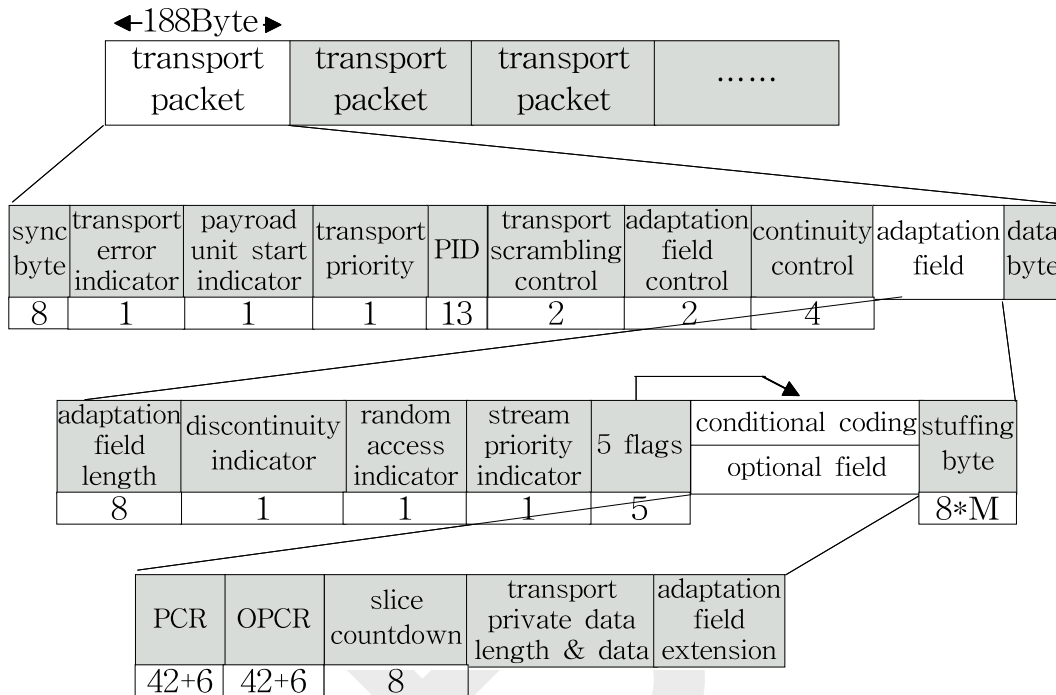 188Byte
transport
packet
transport
packet
transport
packet
......
sync
byte
transport
error
indicator
payroad
unit start
indicator
transport
priority
PID
transport
scrambling
control
adaptation
field
control
continuity
control
adaptation
field
data
byte
8
1
1
1
13
2
2
4
adaptation
field
length
discontinuity
indicator
random
access
indicator
stream
priority
indicator
5 flags
conditional coding
optional field
stuffing
byte
8
1
1
1
5
8*M
PCR
OPCR
slice
countdown
transport
private data
length & data
adaptation
field
extension
42+6
42+6
8